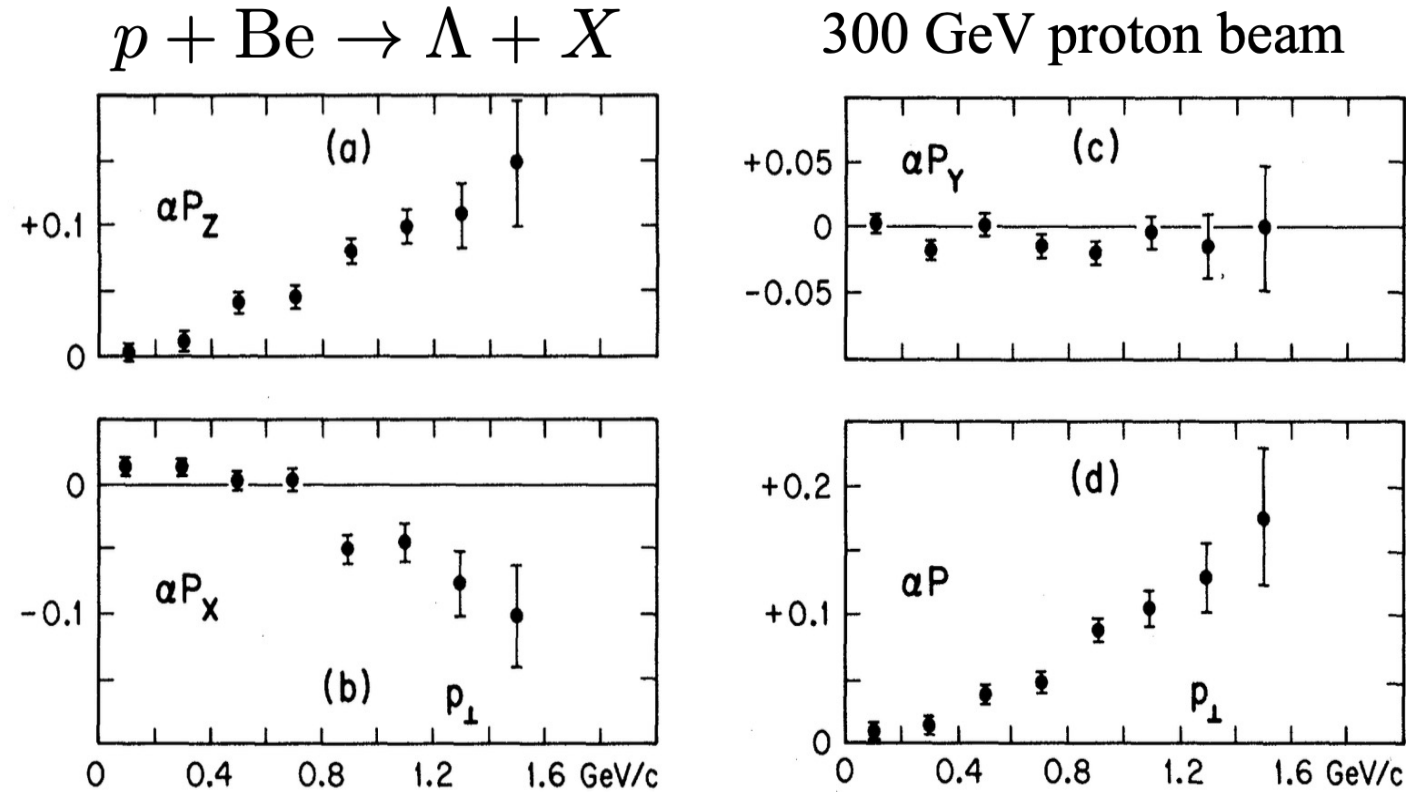 p + Be → Λ + X
300 GeV proton beam
(a)
αP_Z
+0.1
0
(c)
αP_Y
+0.05
0
-0.05
0
αP_X
-0.1
(b)
p_⊥
0 0.4 0.8 1.2 1.6 GeV/c
(d)
+0.2
αP
+0.1
p_⊥
0
0 0.4 0.8 1.2 1.6 GeV/c